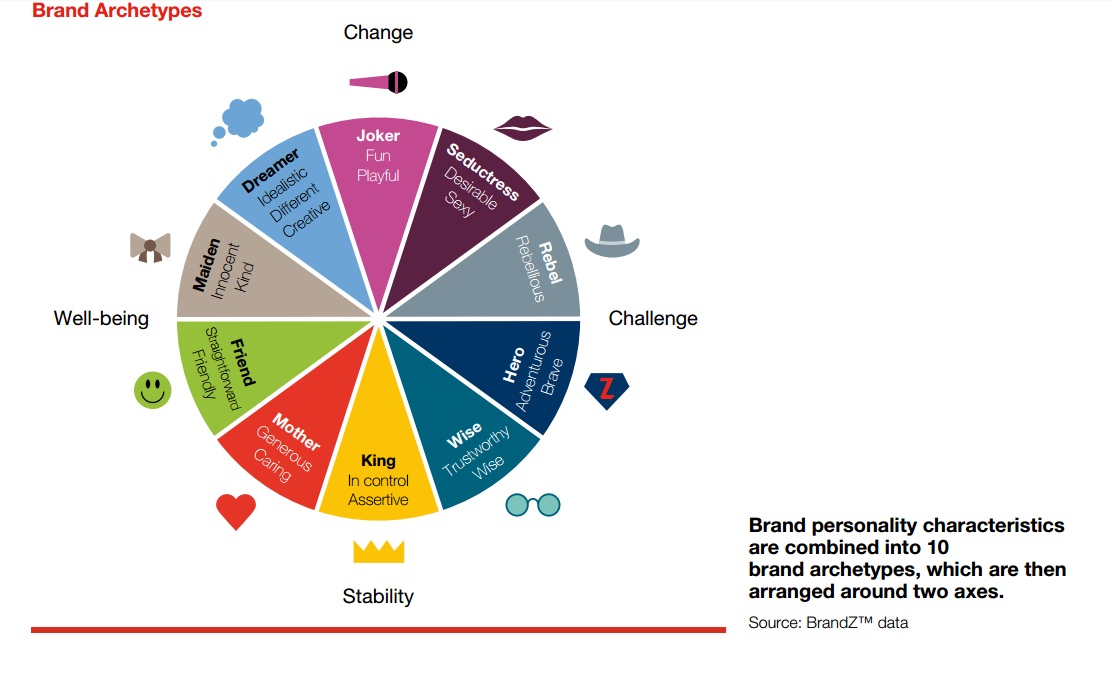 Brand Archetypes
Change
Joker
Fun
Playful
Seductress
Desirable
Sexy
Rebel
Rebellious
Challenge
Hero
Adventurous
Brave
Z
Wise
Trustworthy
Wise
King
In control
Assertive
Stability
Mother
Generous
Caring
Friend
Straightforward
Friendly
Well-being
Maiden
Innocent
Kind
Dreamer
Idealistic
Different
Creative
Brand personality characteristics
are combined into 10
brand archetypes, which are then
arranged around two axes.
Source: BrandZ™ data